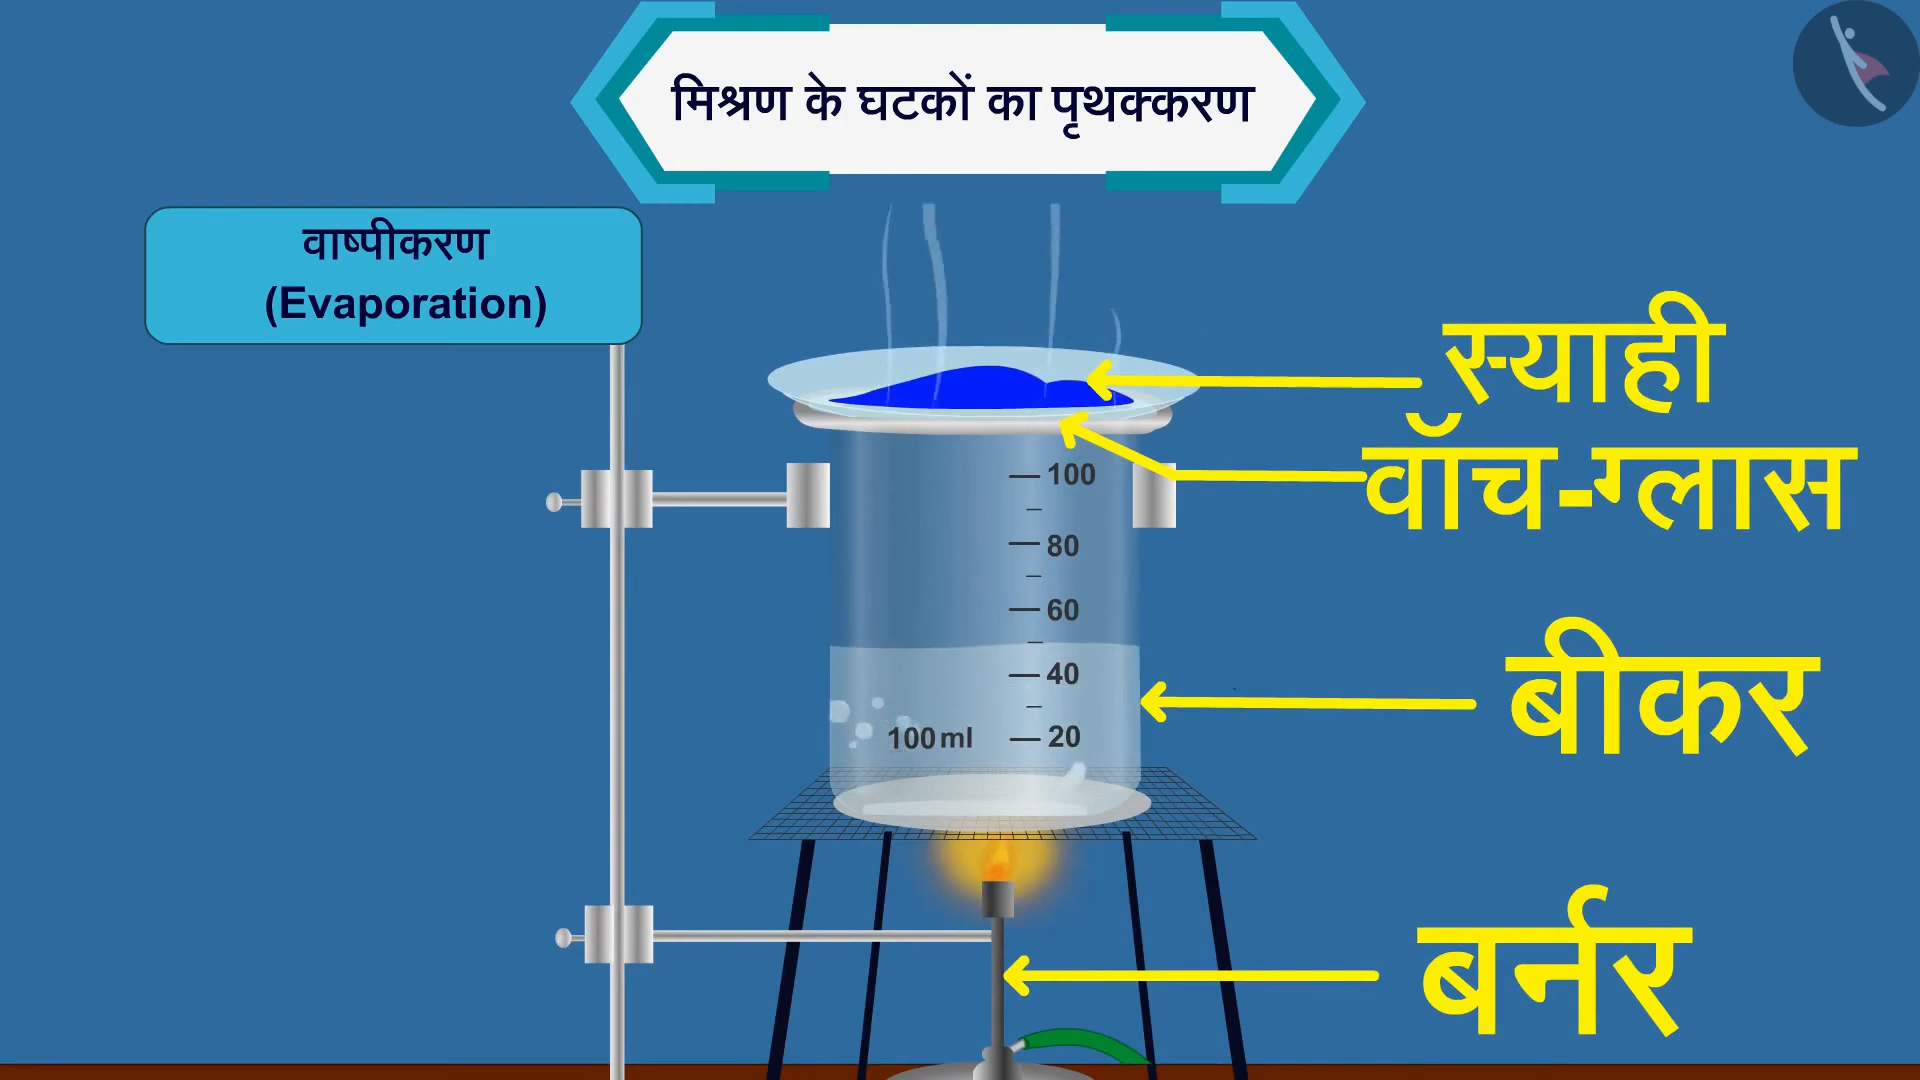 मिश्रण के घटकों का पृथक्करण
वाष्पीकरण
(Evaporation)
स्याही
वॉच-ग्लास
100
80
60
बीकर
40
100 ml
20
बर्नर